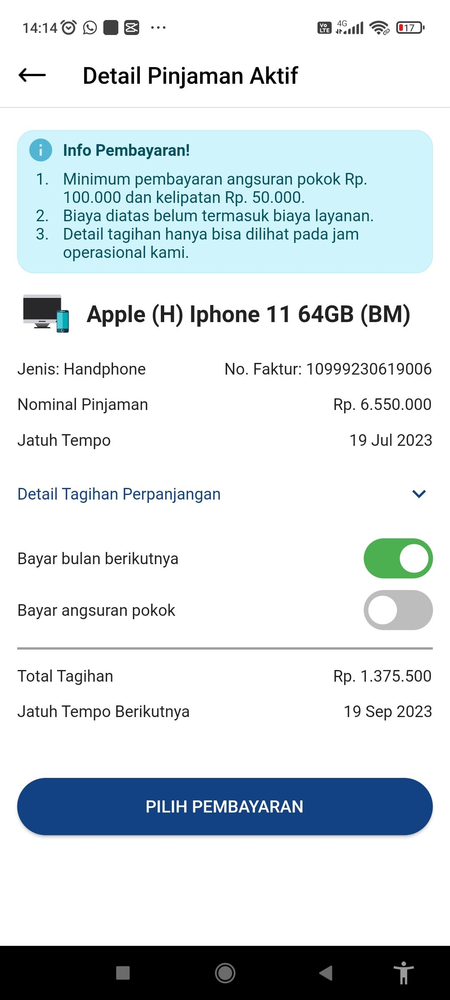 14:14
Vo LTE 4G 17
Detail Pinjaman Aktif
Info Pembayaran!
1. Minimum pembayaran angsuran pokok Rp.
100.000 dan kelipatan Rp. 50.000.
2. Biaya diatas belum termasuk biaya layanan.
3. Detail tagihan hanya bisa dilihat pada jam
operasional kami.
Apple (H) Iphone 11 64GB (BM)
Jenis: Handphone No. Faktur: 10999230619006
Nominal Pinjaman Rp. 6.550.000
Jatuh Tempo 19 Jul 2023
Detail Tagihan Perpanjangan
Bayar bulan berikutnya
Bayar angsuran pokok
Total Tagihan Rp. 1.375.500
Jatuh Tempo Berikutnya 19 Sep 2023
PILIH PEMBAYARAN